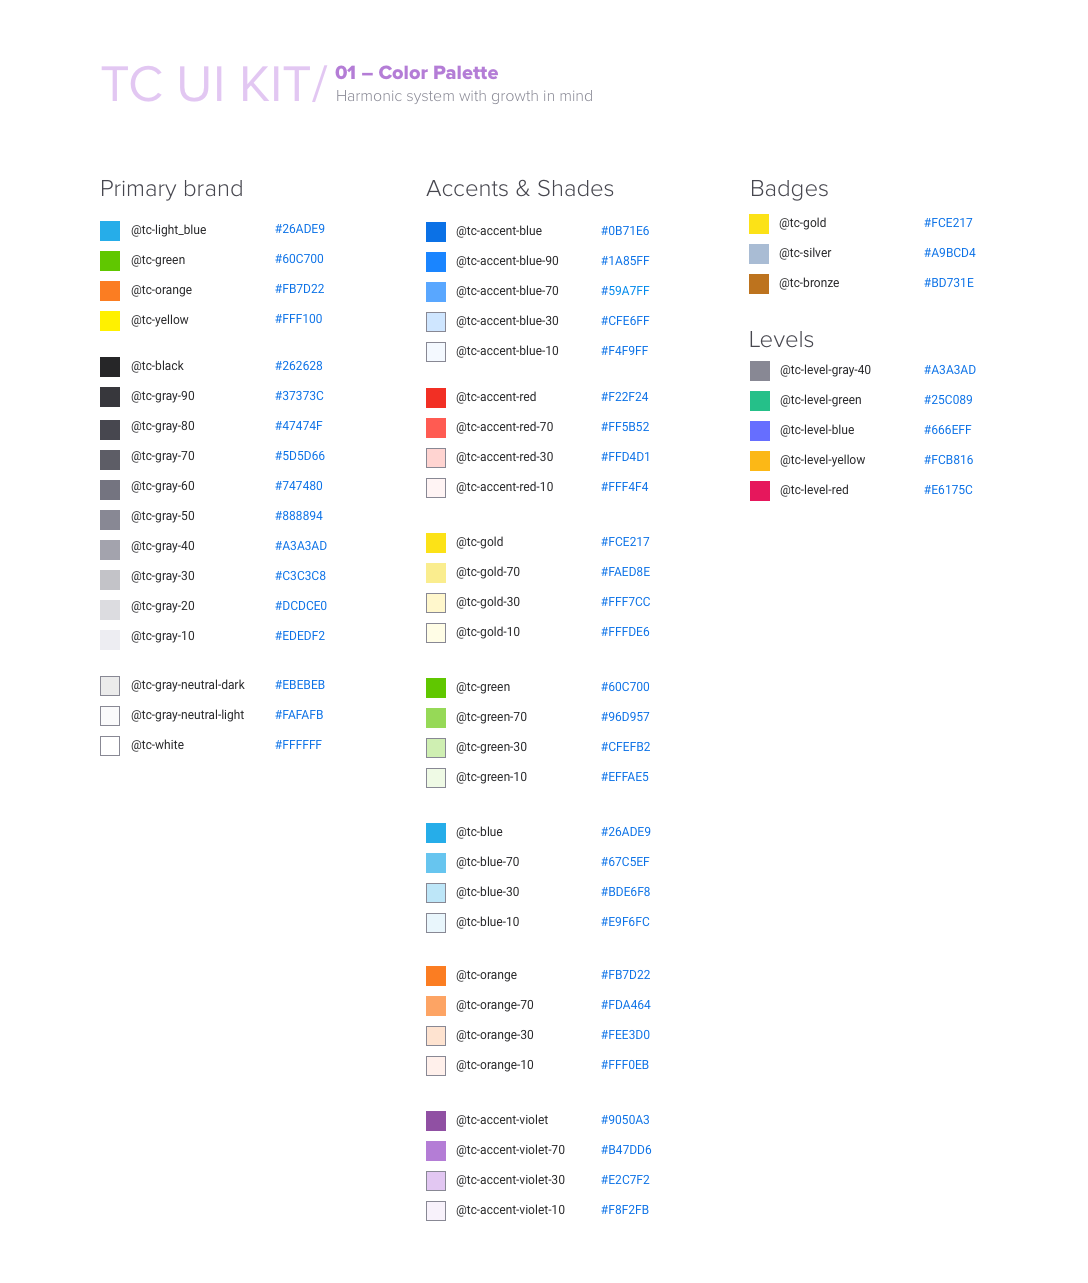 TC UI KIT/ 01 – Color Palette
Harmonic system with growth in mind
Primary brand
@tc-light_blue #26ADE9
@tc-green #60C700
@tc-orange #FB7D22
@tc-yellow #FFF100
@tc-black #262628
@tc-gray-90 #37373C
@tc-gray-80 #47474F
@tc-gray-70 #5D5D66
@tc-gray-60 #747480
@tc-gray-50 #888894
@tc-gray-40 #A3A3AD
@tc-gray-30 #C3C3C8
@tc-gray-20 #DCDCE0
@tc-gray-10 #EDEDF2
@tc-gray-neutral-dark #EBEBEB
@tc-gray-neutral-light #FAFAFB
@tc-white #FFFFFF
Accents & Shades
@tc-accent-blue #0B71E6
@tc-accent-blue-90 #1A85FF
@tc-accent-blue-70 #59A7FF
@tc-accent-blue-30 #CFE6FF
@tc-accent-blue-10 #F4F9FF
@tc-accent-red #F22F24
@tc-accent-red-70 #FF5B52
@tc-accent-red-30 #FFD4D1
@tc-accent-red-10 #FFF4F4
@tc-gold #FCE217
@tc-gold-70 #FAED8E
@tc-gold-30 #FFF7CC
@tc-gold-10 #FFFDE6
@tc-green #60C700
@tc-green-70 #96D957
@tc-green-30 #CFEFB2
@tc-green-10 #EFFAE5
@tc-blue #26ADE9
@tc-blue-70 #67C5EF
@tc-blue-30 #BDE6F8
@tc-blue-10 #E9F6FC
@tc-orange #FB7D22
@tc-orange-70 #FDA464
@tc-orange-30 #FEE3D0
@tc-orange-10 #FFF0EB
@tc-accent-violet #9050A3
@tc-accent-violet-70 #B47DD6
@tc-accent-violet-30 #E2C7F2
@tc-accent-violet-10 #F8F2FB
Badges
@tc-gold #FCE217
@tc-silver #A9BCD4
@tc-bronze #BD731E
Levels
@tc-level-gray-40 #A3A3AD
@tc-level-green #25C089
@tc-level-blue #666EFF
@tc-level-yellow #FCB816
@tc-level-red #E6175C